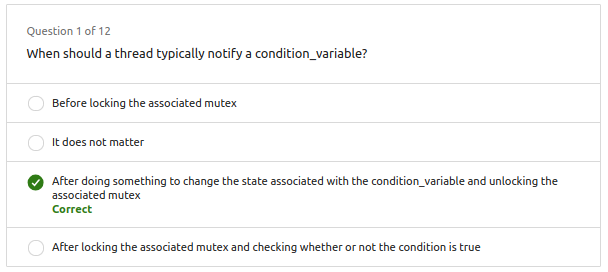 Question 1 of 12
When should a thread typically notify a condition_variable?
Before locking the associated mutex
It does not matter
After doing something to change the state associated with the condition_variable and unlocking the
associated mutex
Correct
After locking the associated mutex and checking whether or not the condition is true